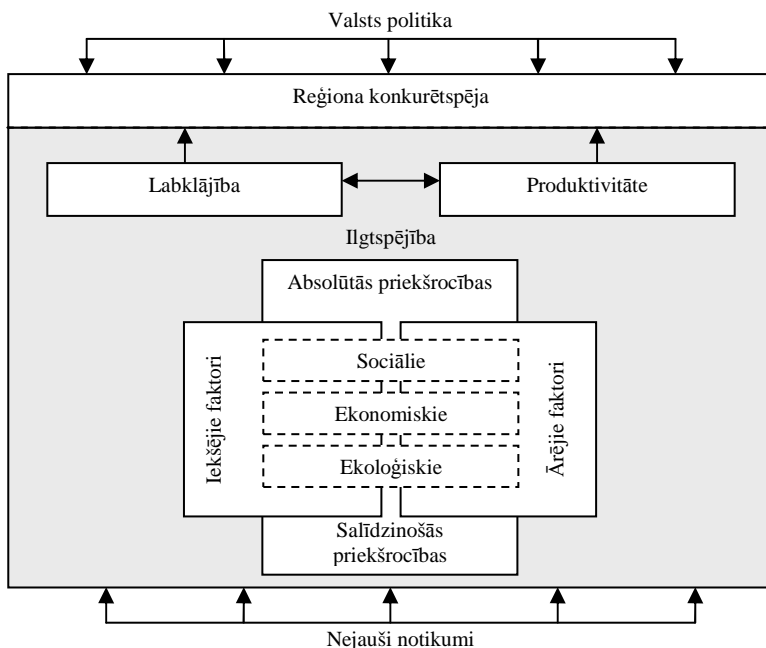 Valsts politika
Reģiona konkurētspēja
Labklājība
Produktivitāte
Ilgtspējība
Absolūtās priekšrocības
Iekšējie faktori
Sociālie
Ekonomiskie
Ekoloģiskie
Ārējie faktori
Salīdzinošās
priekšrocības
Nejauši notikumi